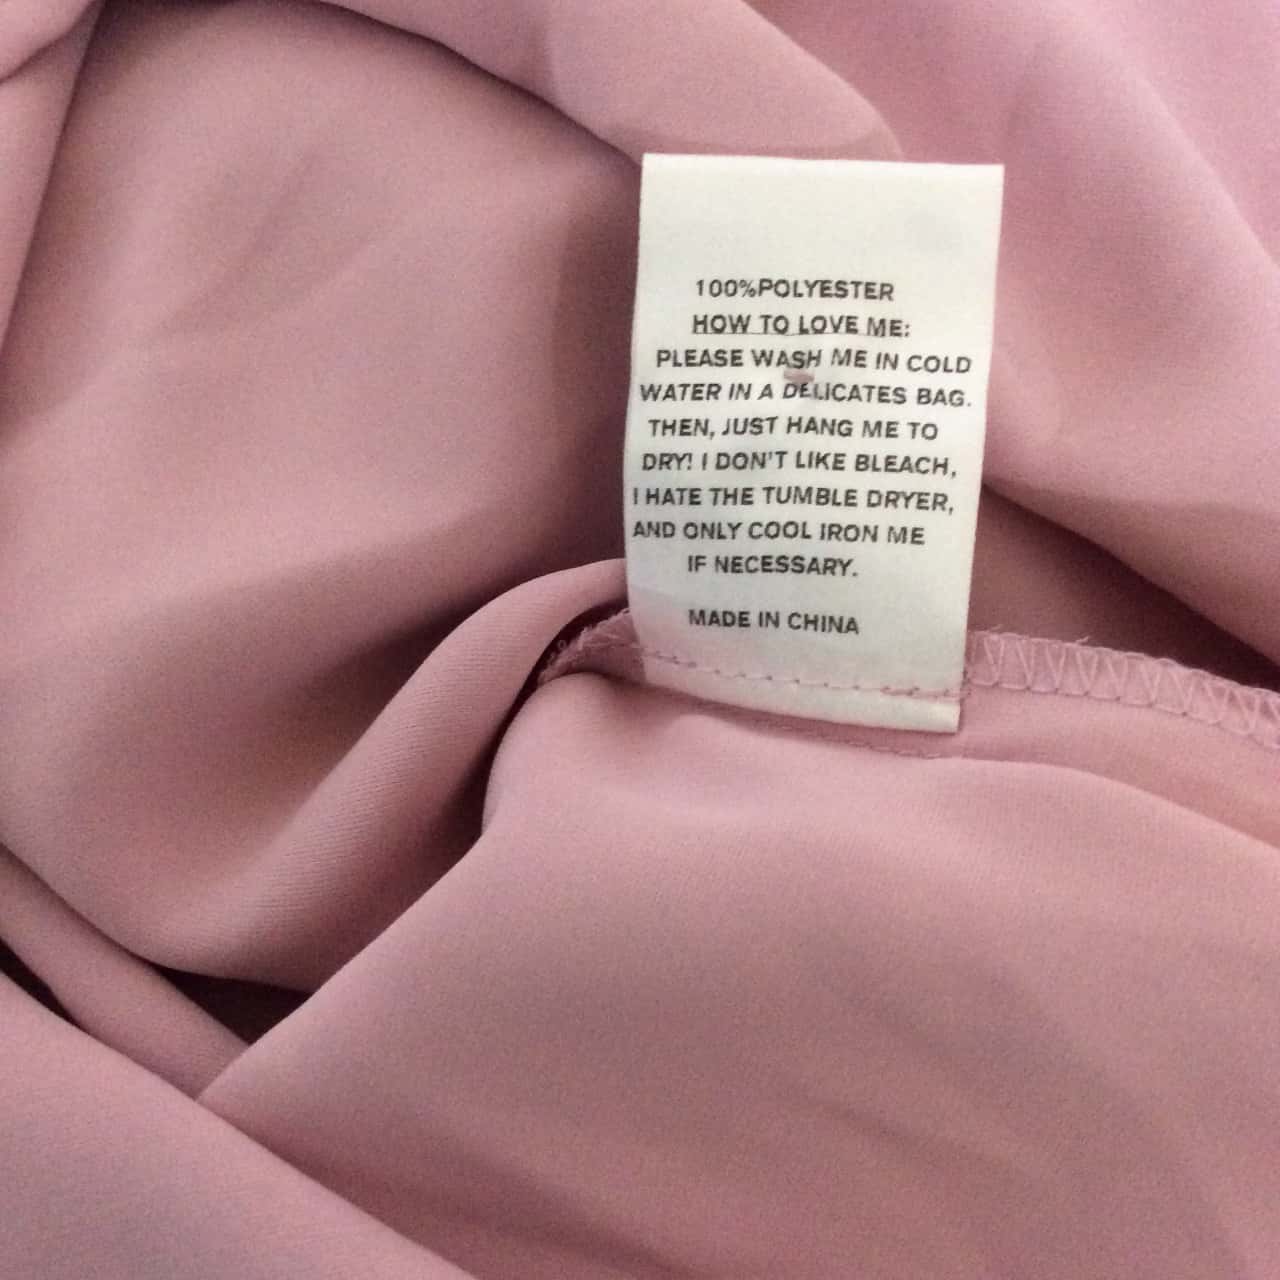 100%POLYESTER
HOW TO LOVE ME:
PLEASE WASH ME IN COLD
WATER IN A DELICATES BAG.
THEN, JUST HANG ME TO
DRY! I DON'T LIKE BLEACH,
I HATE THE TUMBLE DRYER,
AND ONLY COOL IRON ME
IF NECESSARY.
MADE IN CHINA